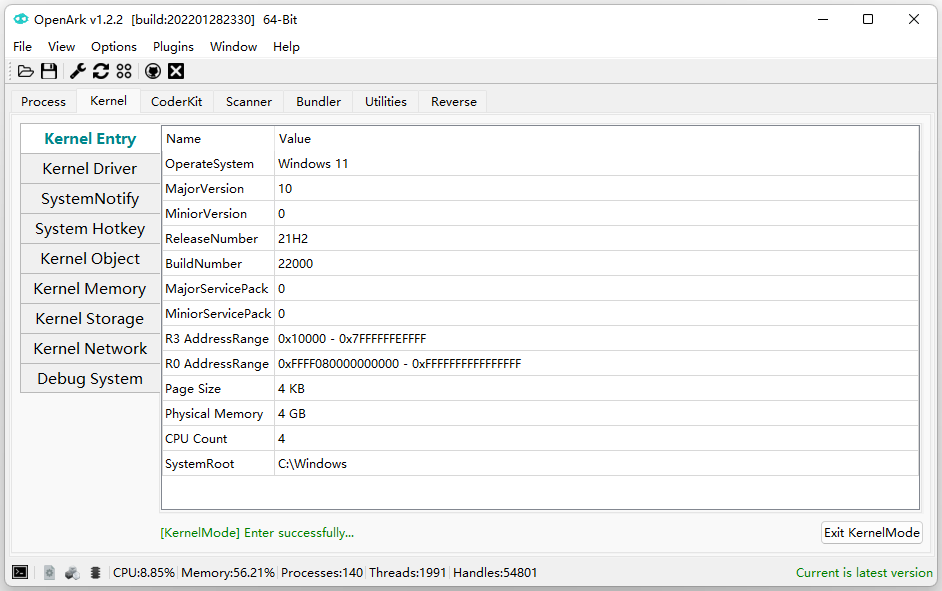 OpenArk v1.2.2 [build:202201282330] 64-Bit
File View Options Plugins Window Help
Process Kernel CoderKit Scanner Bundler Utilities Reverse
Kernel Entry
Kernel Driver
SystemNotify
System Hotkey
Kernel Object
Kernel Memory
Kernel Storage
Kernel Network
Debug System
Name Value
OperateSystem Windows 11
MajorVersion 10
MiniorVersion 0
ReleaseNumber 21H2
BuildNumber 22000
MajorServicePack 0
MiniorServicePack 0
R3 AddressRange 0x10000 - 0x7FFFFFFEFFFF
R0 AddressRange 0xFFFF080000000000 - 0xFFFFFFFFFFFFFFFF
Page Size 4 KB
Physical Memory 4 GB
CPU Count 4
SystemRoot C:\Windows
[KernelMode] Enter successfully...
Exit KernelMode
CPU:8.85% Memory:56.21% Processes:140 Threads:1991 Handles:54801
Current is latest version